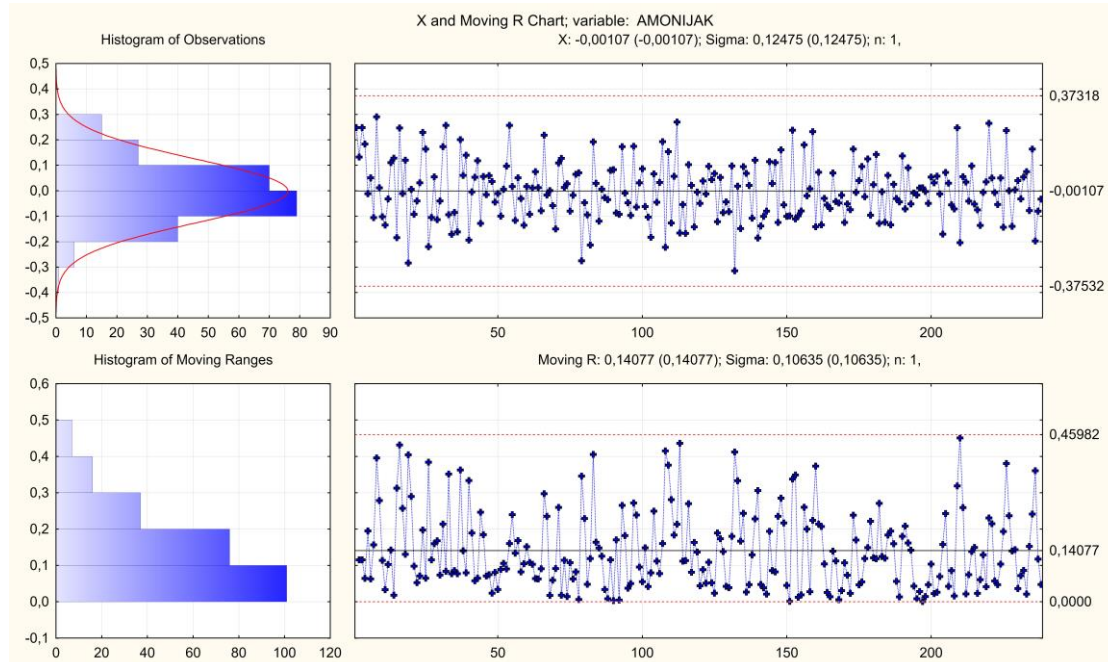 X and Moving R Chart; variable: AMONIJAK
Histogram of Observations
X: -0,00107 (-0,00107); Sigma: 0,12475 (0,12475); n: 1,
0,5
0,4
0,3
0,2
0,1
0,0
-0,1
-0,2
-0,3
-0,4
-0,5
0 10 20 30 40 50 60 70 80 90
0,37318
-0,00107
-0,37532
50 100 150 200
Histogram of Moving Ranges
Moving R: 0,14077 (0,14077); Sigma: 0,10635 (0,10635); n: 1,
0,6
0,5
0,4
0,3
0,2
0,1
0,0
-0,1
0 20 40 60 80 100 120
0,45982
0,14077
0,0000
50 100 150 200